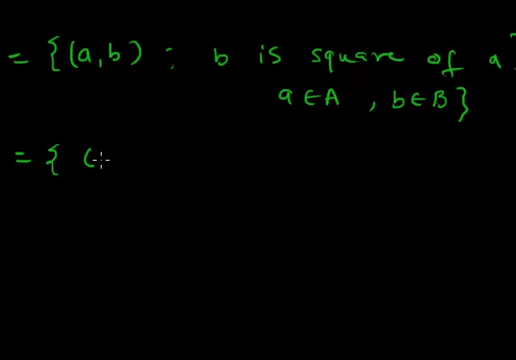 = {(a,b) : b is square of a
a ∈ A , b ∈ B}
= { (